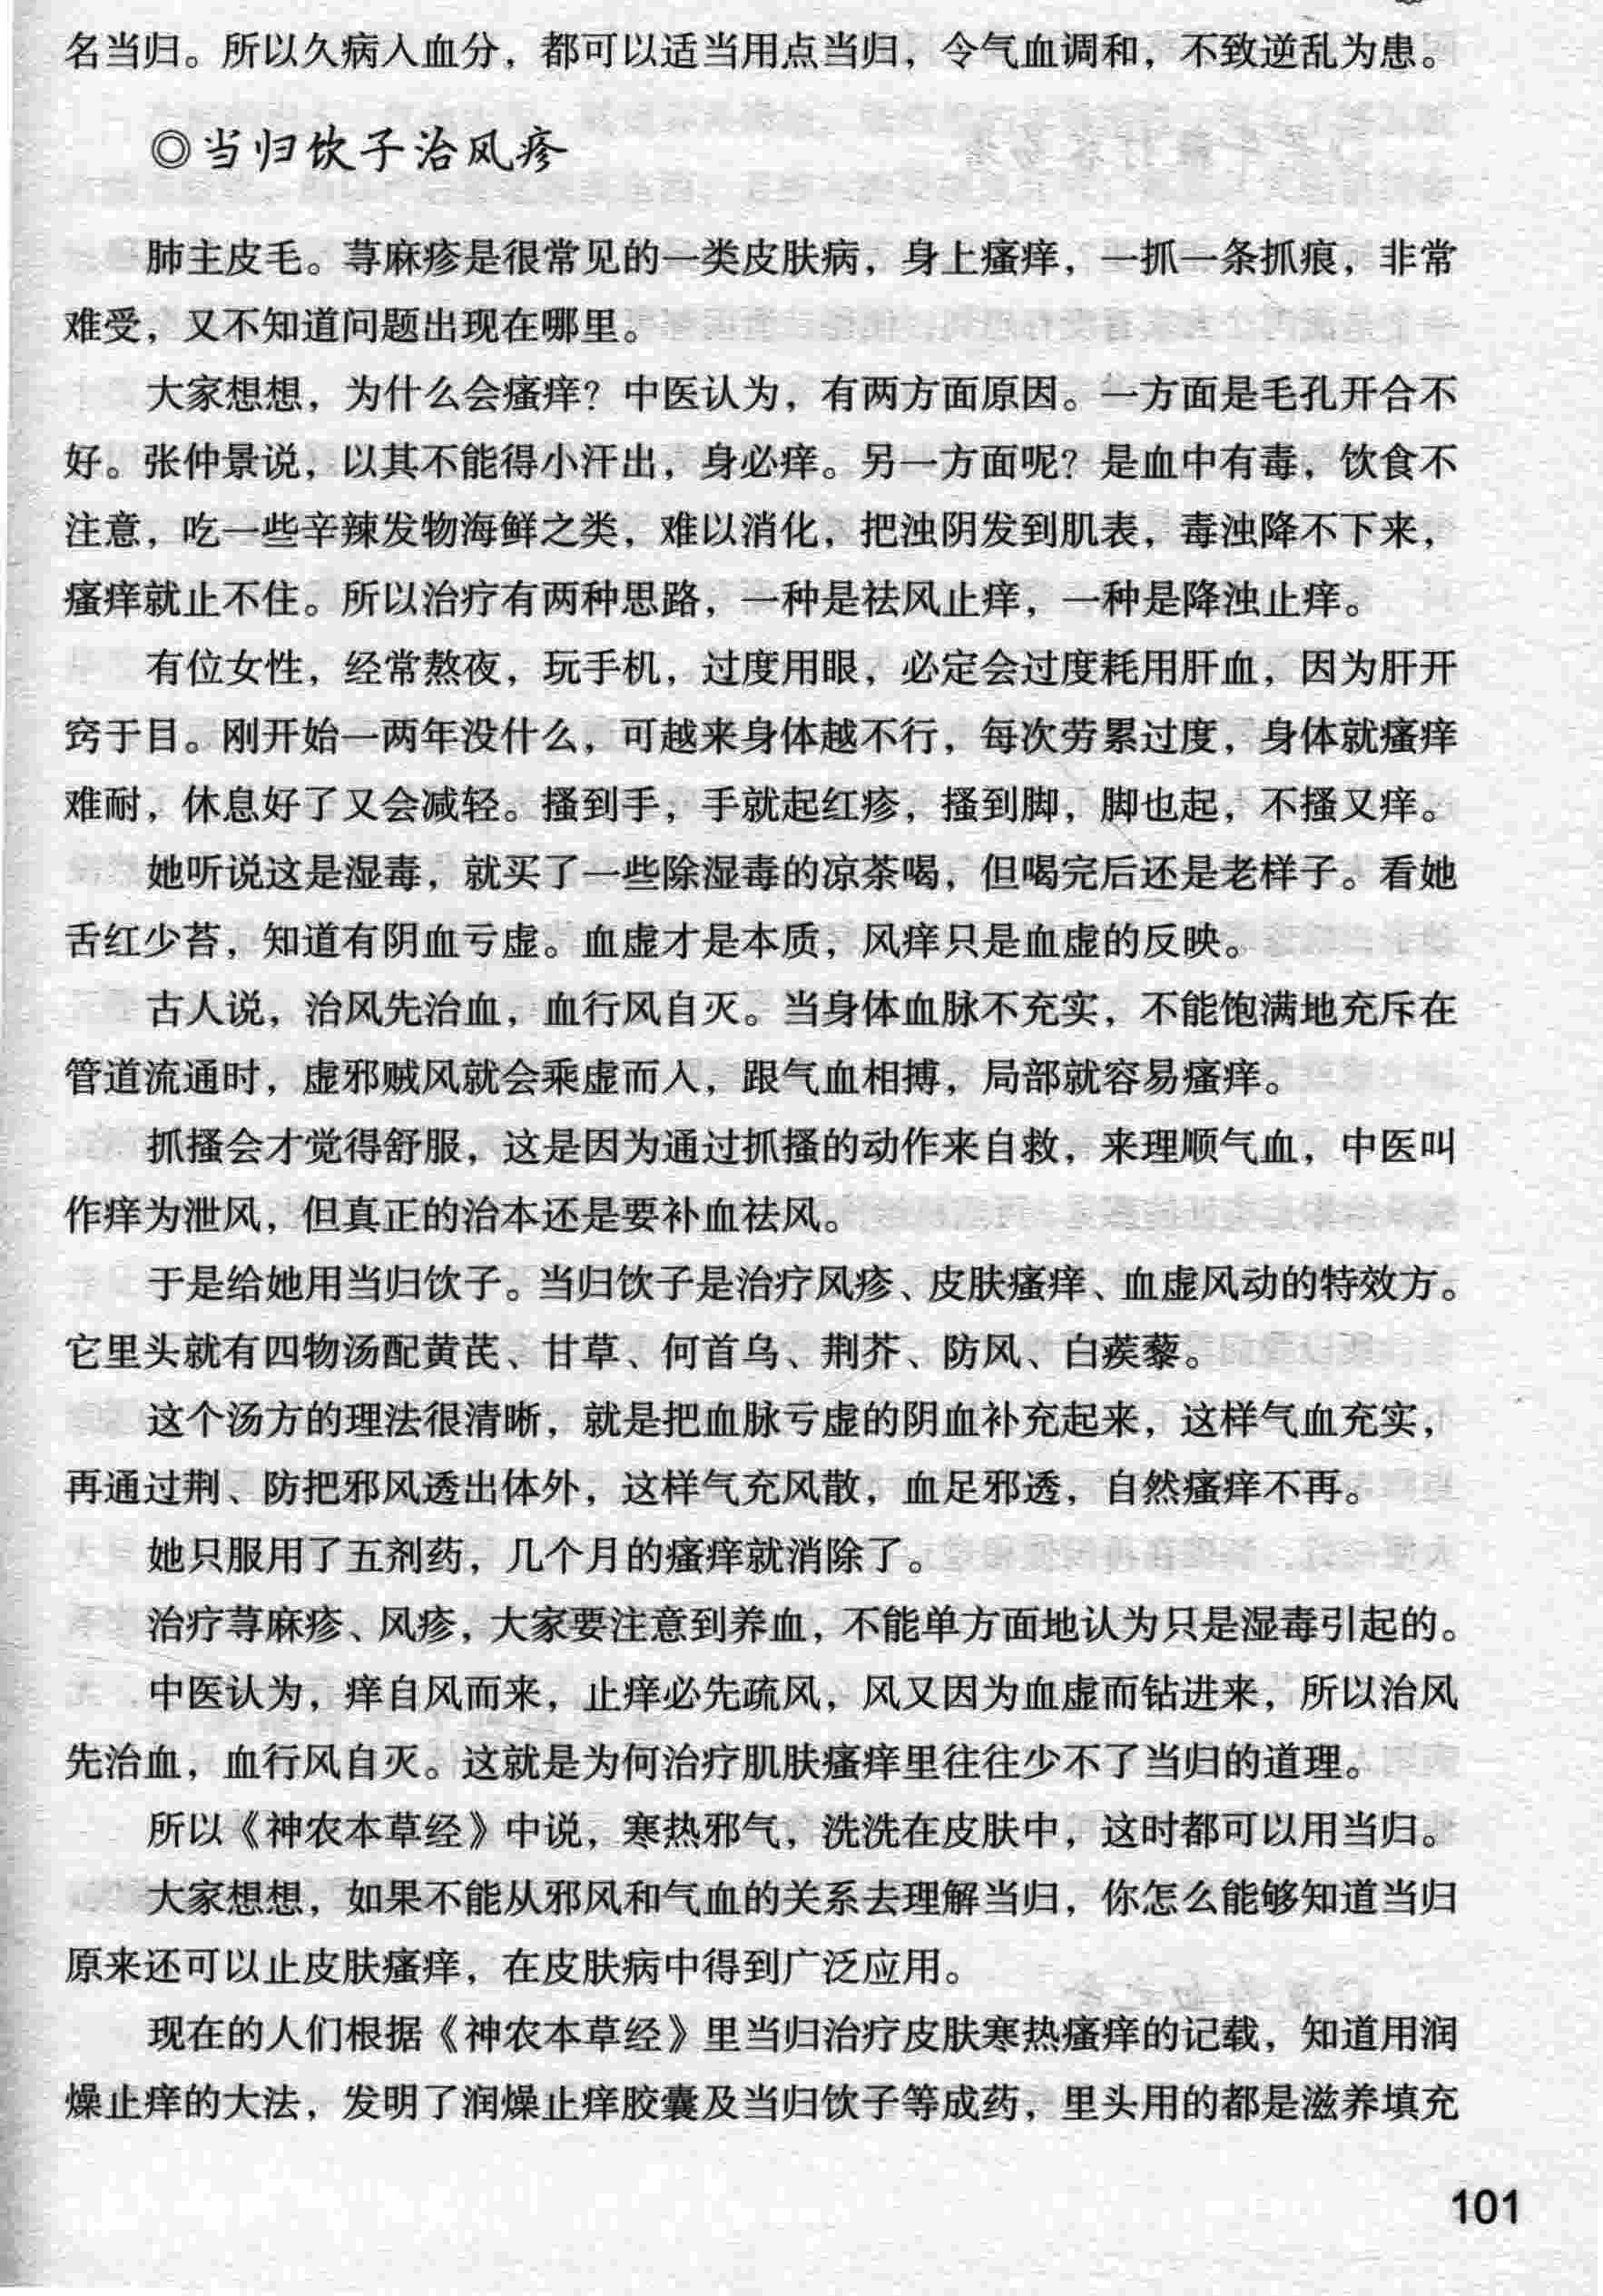 名当归。所以久病入血分，都可以适当用点当归，令气血调和，不致逆乱为患。
◎当归饮子治风疹
肺主皮毛。荨麻疹是很常见的一类皮肤病，身上瘙痒，一抓一条抓痕，非常
难受，又不知道问题出现在哪里。
大家想想，为什么会瘙痒？中医认为，有两方面原因。一方面是毛孔开合不
好。张仲景说，以其不能得小汗出，身必痒。另一方面呢？是血中有毒，饮食不
注意，吃一些辛辣发物海鲜之类，难以消化，把浊阴发到肌表，毒浊降不下来，
瘙痒就止不住。所以治疗有两种思路，一种是祛风止痒，一种是降浊止痒。
有位女性，经常熬夜，玩手机，过度用眼，必定会过度耗用肝血，因为肝开
窍于目。刚开始一两年没什么，可越来身体越不行，每次劳累过度，身体就瘙痒
难耐，休息好了又会减轻。搔到手，手就起红疹，搔到脚，脚也起，不搔又痒。
她听说这是湿毒，就买了一些除湿毒的凉茶喝，但喝完后还是老样子。看她
舌红少苔，知道有阴血亏虚。血虚才是本质，风痒只是血虚的反映。
古人说，治风先治血，血行风自灭。当身体血脉不充实，不能饱满地充斥在
管道流通时，虚邪贼风就会乘虚而入，跟气血相搏，局部就容易瘙痒。
抓搔会才觉得舒服，这是因为通过抓搔的动作来自救，来理顺气血，中医叫
作痒为泄风，但真正的治本还是要补血祛风。
于是给她用当归饮子。当归饮子是治疗风疹、皮肤瘙痒、血虚风动的特效方。
它里头就有四物汤配黄芪、甘草、何首乌、荆芥、防风、白蒺藜。
这个汤方的理法很清晰，就是把血脉亏虚的阴血补充起来，这样气血充实，
再通过荆、防把邪风透出体外，这样气充风散，血足邪透，自然瘙痒不再。
她只服用了五剂药，几个月的瘙痒就消除了。
治疗荨麻疹、风疹，大家要注意到养血，不能单方面地认为只是湿毒引起的。
中医认为，痒自风而来，止痒必先疏风，风又因为血虚而钻进来，所以治风
先治血，血行风自灭。这就是为何治疗肌肤瘙痒里往往少不了当归的道理。
所以《神农本草经》中说，寒热邪气，洗洗在皮肤中，这时都可以用当归。
大家想想，如果不能从邪风和气血的关系去理解当归，你怎么能够知道当归
原来还可以止皮肤瘙痒，在皮肤病中得到广泛应用。
现在的人们根据《神农本草经》里当归治疗皮肤寒热瘙痒的记载，知道用润
燥止痒的大法，发明了润燥止痒胶囊及当归饮子等成药，里头用的都是滋养填充
101